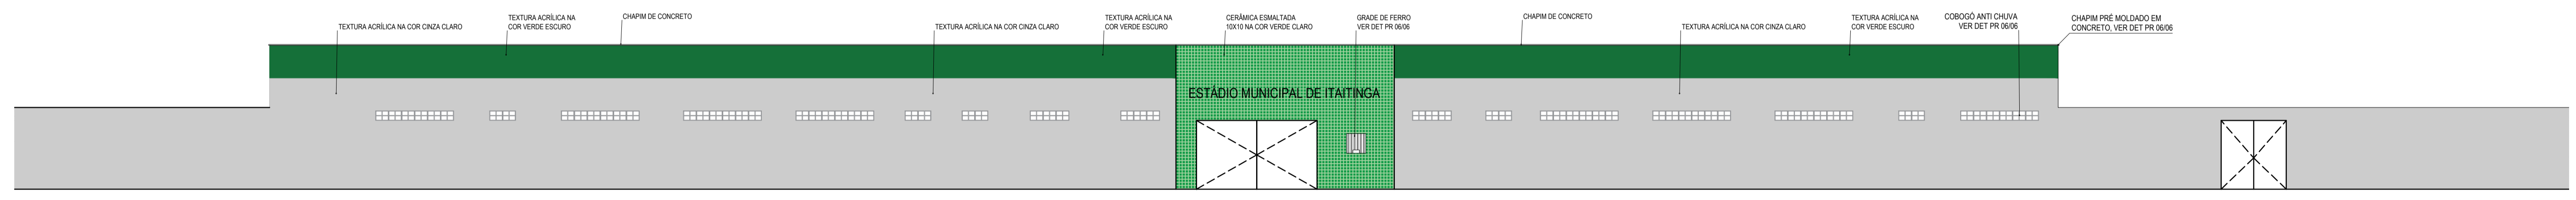 TEXTURA ACRÍLICA NA COR CINZA CLARO
TEXTURA ACRÍLICA NA
COR VERDE ESCURO
CHAPIM DE CONCRETO
TEXTURA ACRÍLICA NA COR CINZA CLARO
TEXTURA ACRÍLICA NA
COR VERDE ESCURO
CERÂMICA ESMALTADA
10X10 NA COR VERDE CLARO
GRADE DE FERRO
VER DET PR 06/06
CHAPIM DE CONCRETO
TEXTURA ACRÍLICA NA COR CINZA CLARO
TEXTURA ACRÍLICA NA
COR VERDE ESCURO
COBOGÓ ANTI CHUVA
VER DET PR 06/06
CHAPIM PRÉ MOLDADO EM
CONCRETO, VER DET PR 06/06
ESTÁDIO MUNICIPAL DE ITAITINGA